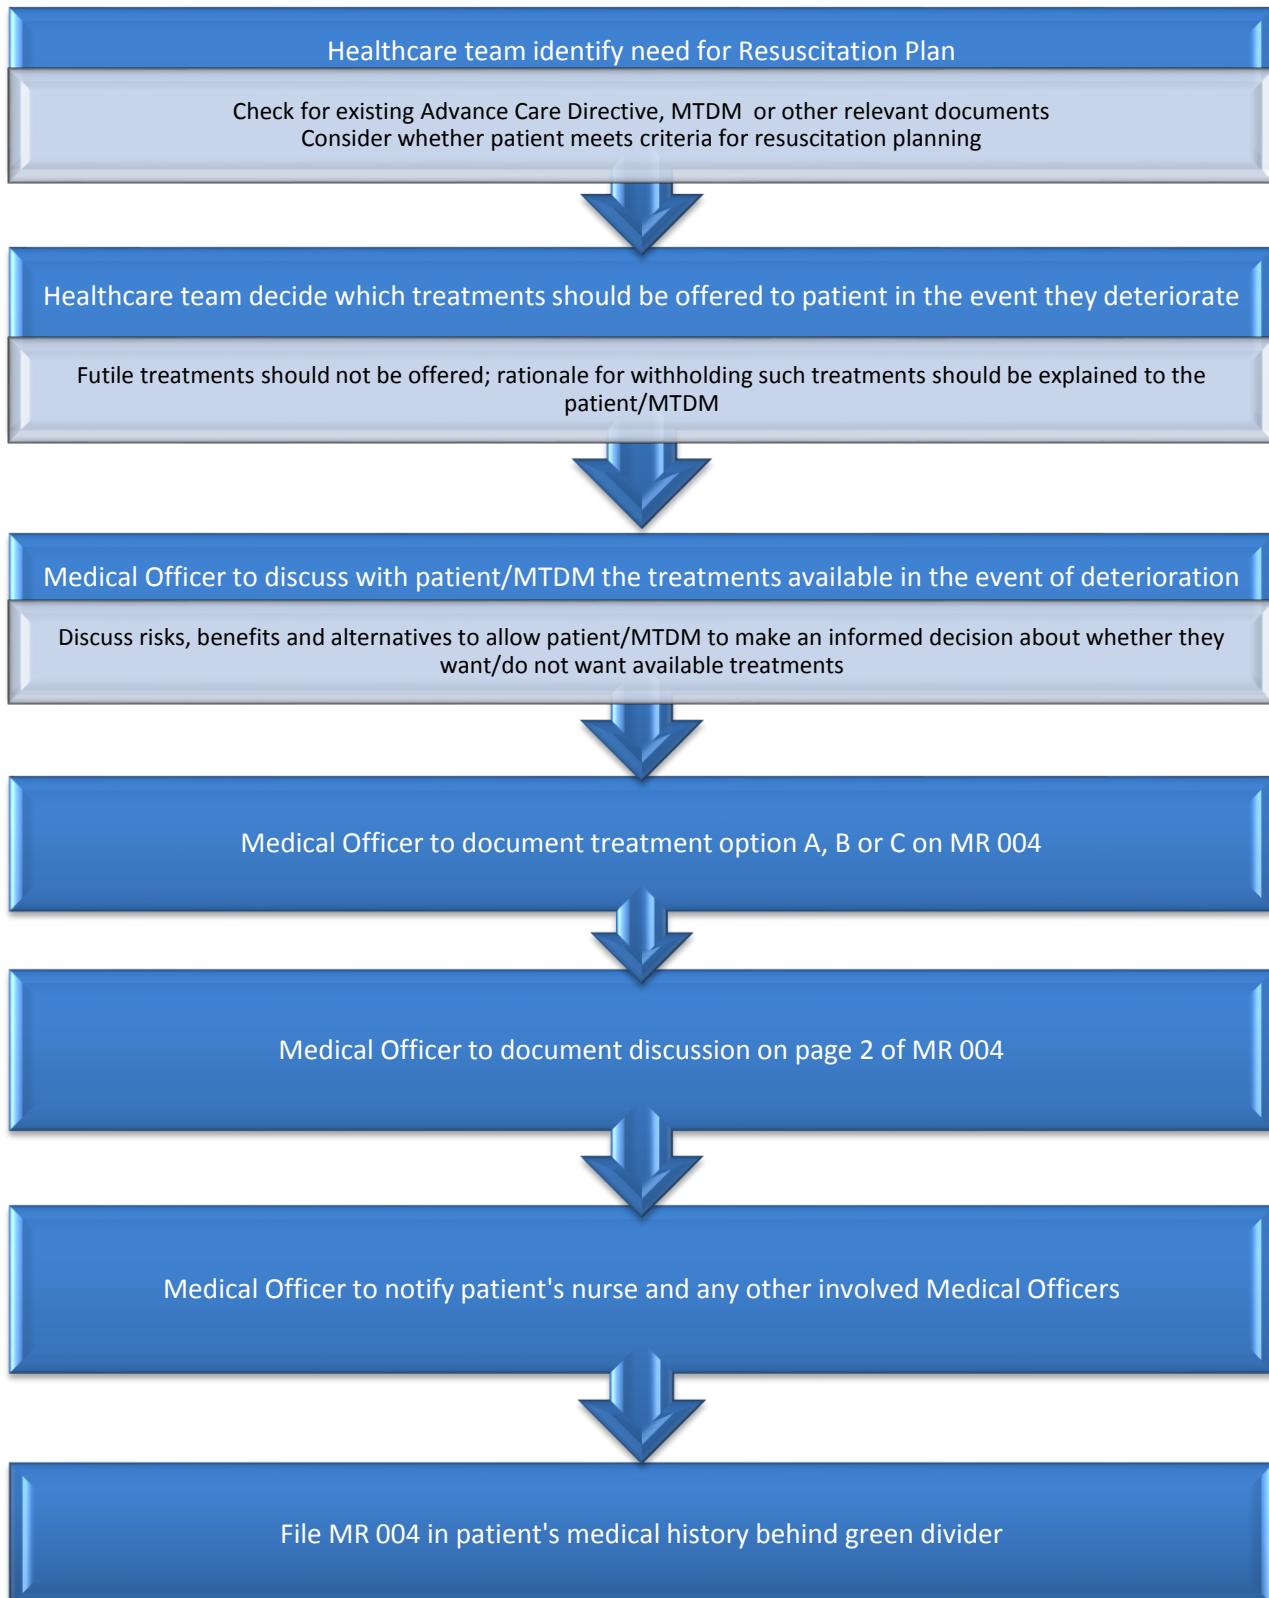 Healthcare team identify need for Resuscitation Plan
Check for existing Advance Care Directive, MTDM or other relevant documents
Consider whether patient meets criteria for resuscitation planning
Healthcare team decide which treatments should be offered to patient in the event they deteriorate
Futile treatments should not be offered; rationale for withholding such treatments should be explained to the
patient/MTDM
Medical Officer to discuss with patient/MTDM the treatments available in the event of deterioration
Discuss risks, benefits and alternatives to allow patient/MTDM to make an informed decision about whether they
want/do not want available treatments
Medical Officer to document treatment option A, B or C on MR 004
Medical Officer to document discussion on page 2 of MR 004
Medical Officer to notify patient's nurse and any other involved Medical Officers
File MR 004 in patient's medical history behind green divider